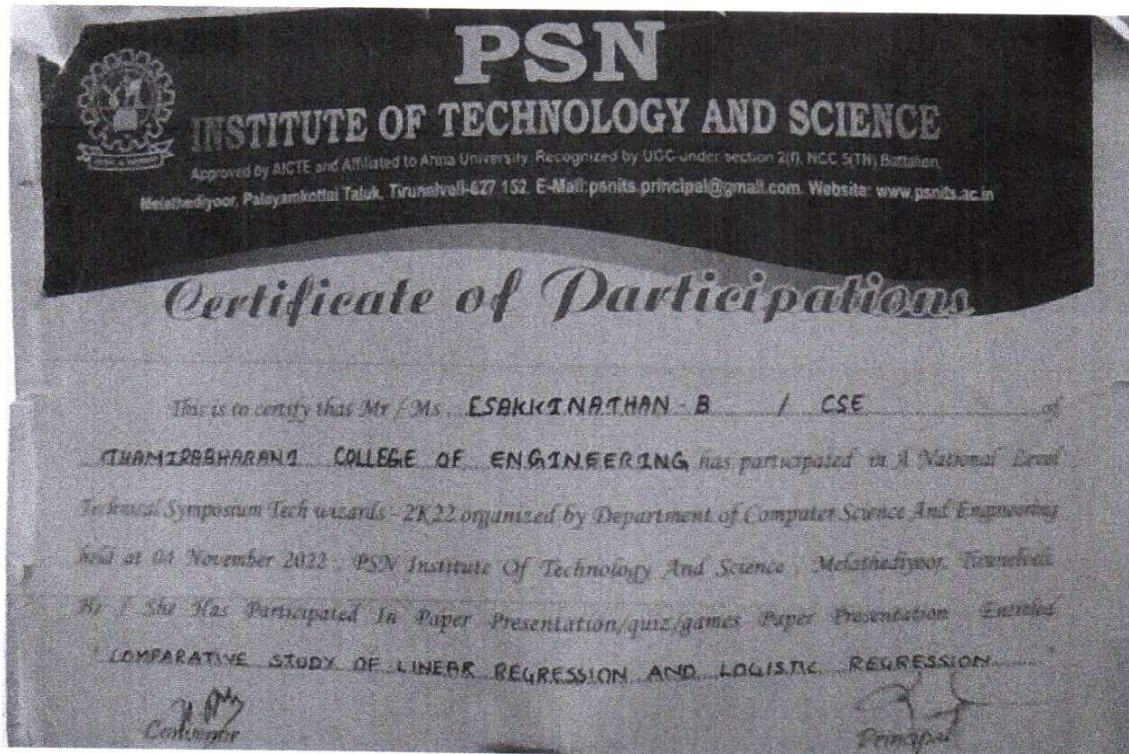 PSN
INSTITUTE OF TECHNOLOGY AND SCIENCE
Approved by AICTE and Affiliated to Anna University, Recognized by UGC under section 2(f), NCC 5(TN) Battalion,
Melathediyoor, Palayamkottai Taluk, Tirunelveli-627 152. E-Mail:psnits.principal@gmail.com. Website: www.psnits.ac.in
Certificate of Participations
This is to certify that Mr / Ms. ESAKKINATHAN - B / CSE of
THAMIRABHARANI COLLEGE OF ENGINEERING has participated in A National Level
Technical Symposium Tech wizards - 2K22 organized by Department of Computer Science And Engineering
held at 04 November 2022, PSN Institute Of Technology And Science, Melathediyoor, Tirunelveli.
He / She Has Participated In Paper Presentation/quiz/games Paper Presentation Entitled
" COMPARATIVE STUDY OF LINEAR REGRESSION AND LOGISTIC REGRESSION "
Convenor
Principal